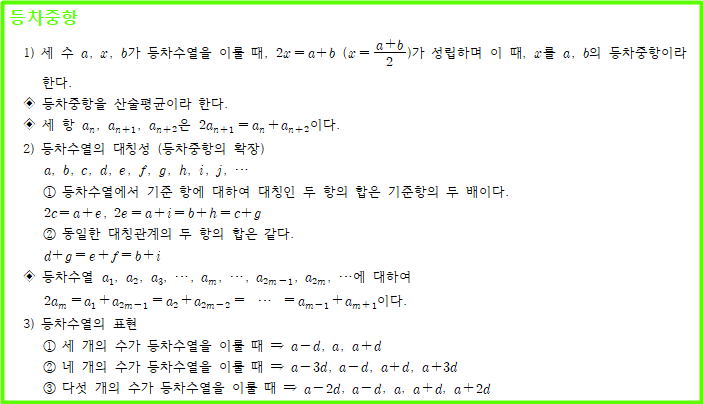 등차중항
1) 세 수 a, x, b가 등차수열을 이룰 때, 2x=a+b (x=\frac{a+b}{2})가 성립하며 이 때, x를 a, b의 등차중항이라
한다.
◈ 등차중항을 산술평균이라 한다.
◈ 세 항 a_n, a_{n+1}, a_{n+2}은 2a_{n+1}=a_n+a_{n+2}이다.
2) 등차수열의 대칭성 (등차중항의 확장)
a, b, c, d, e, f, g, h, i, j, ⋯
① 등차수열에서 기준 항에 대하여 대칭인 두 항의 합은 기준항의 두 배이다.
2c=a+e, 2e=a+i=b+h=c+g
② 동일한 대칭관계의 두 항의 합은 같다.
d+g=e+f=b+i
◈ 등차수열 a_1, a_2, a_3, ⋯, a_m, ⋯, a_{2m-1}, a_{2m}, ⋯에 대하여
2a_m=a_1+a_{2m-1}=a_2+a_{2m-2}= ⋯ =a_{m-1}+a_{m+1}이다.
3) 등차수열의 표현
① 세 개의 수가 등차수열을 이룰 때 ⇒ a-d, a, a+d
② 네 개의 수가 등차수열을 이룰 때 ⇒ a-3d, a-d, a+d, a+3d
③ 다섯 개의 수가 등차수열을 이룰 때 ⇒ a-2d, a-d, a, a+d, a+2d